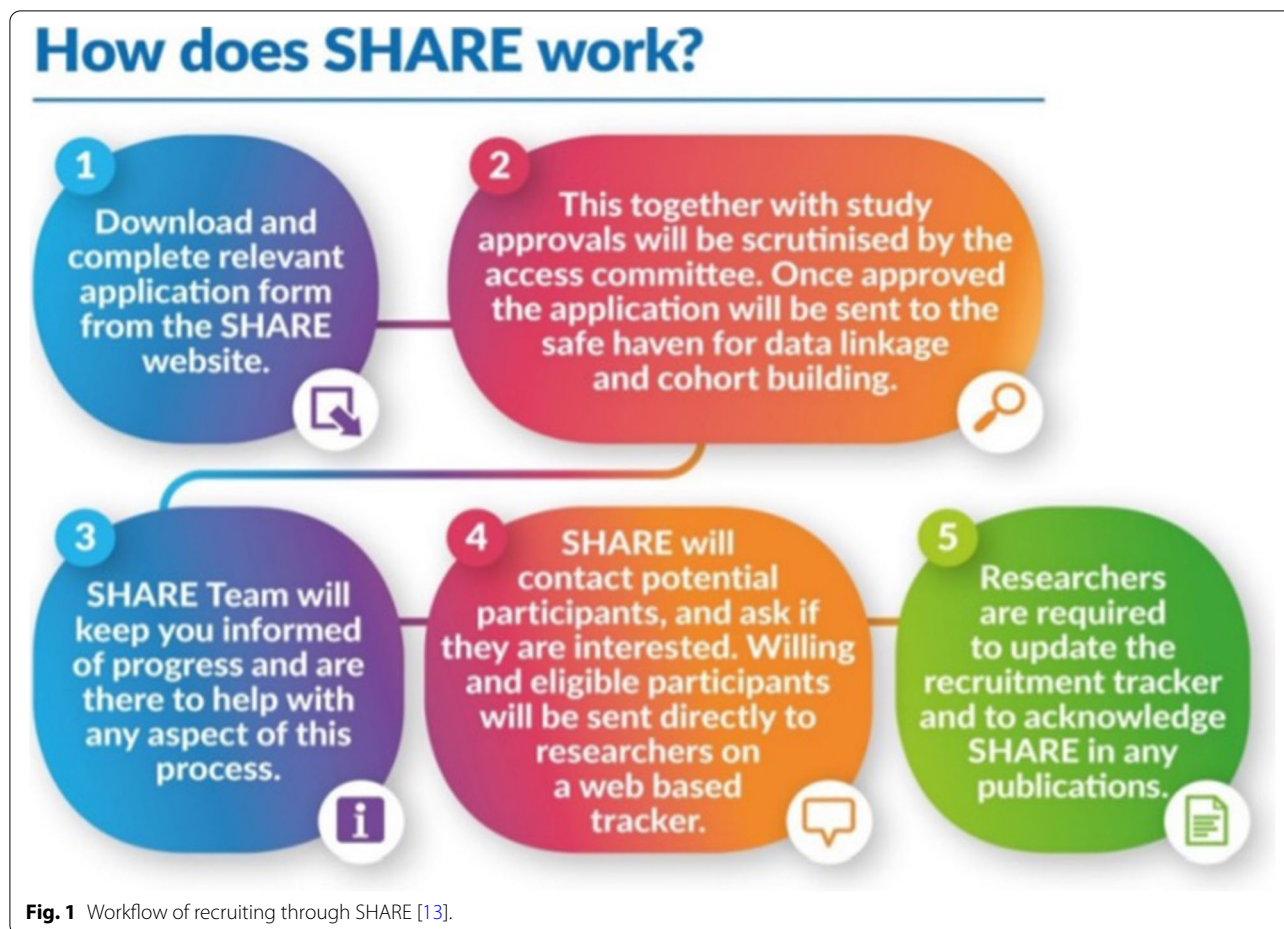 How does SHARE work?
1
Download and
complete relevant
application form
from the SHARE
website.
2
This together with study
approvals will be scrutinised by the
access committee. Once approved
the application will be sent to the
safe haven for data linkage
and cohort building.
3
SHARE Team will
keep you informed
of progress and are
there to help with
any aspect of this
process.
4
SHARE will
contact potential
participants, and ask if
they are interested. Willing
and eligible participants
will be sent directly to
researchers on
a web based
tracker.
5
Researchers
are required
to update the
recruitment tracker
and to acknowledge
SHARE in any
publications.
i
Fig. 1 Workflow of recruiting through SHARE [13].